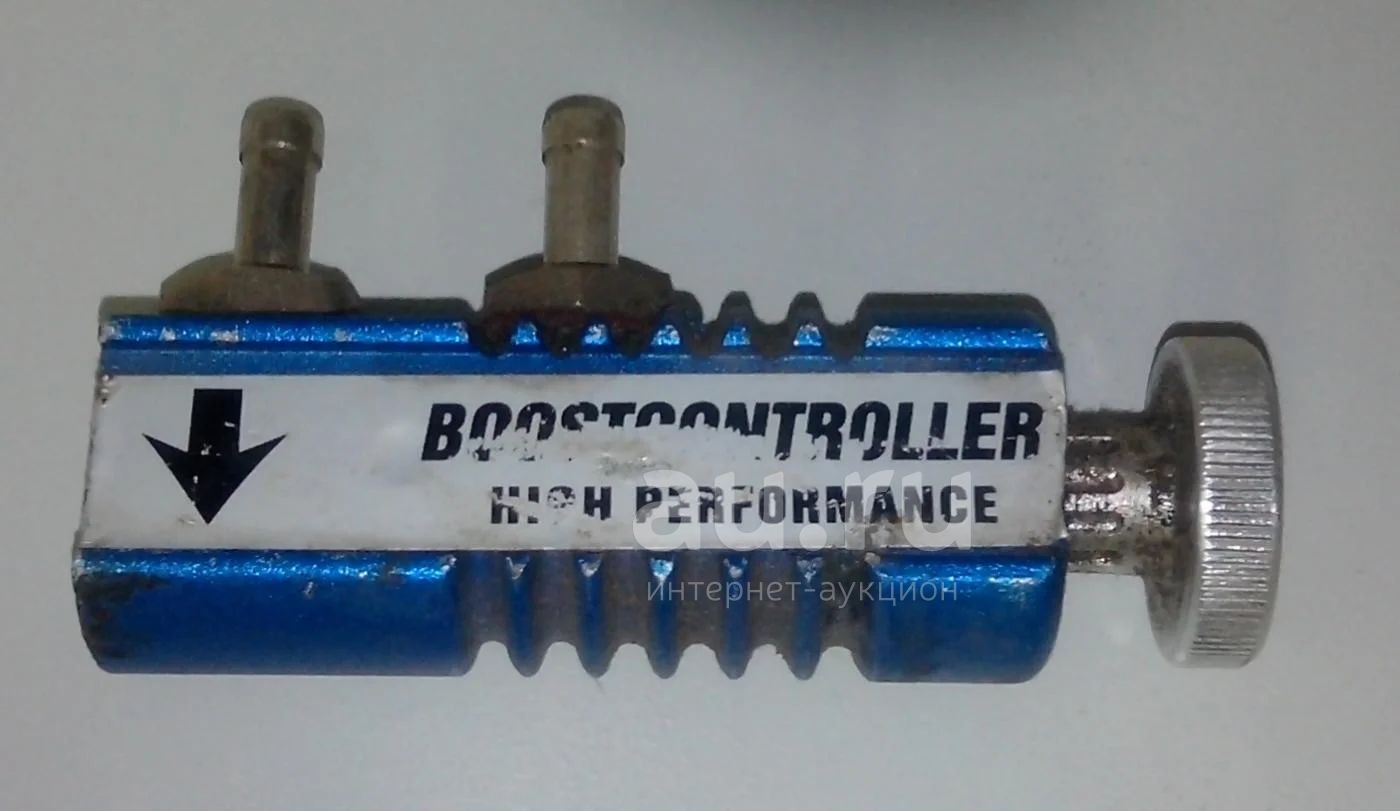 BOOSTCONTROLLER
HIGH PERFORMANCE
au.ru
интернет-аукцион